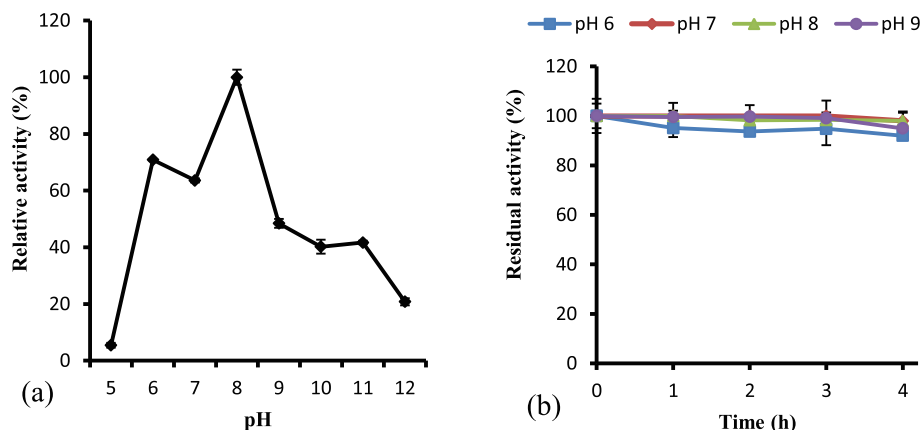 120
100
80
60
40
20
0
Relative activity (%)
5 6 7 8 9 10 11 12
pH
(a)
pH 6 pH 7 pH 8 pH 9
120
100
80
60
40
20
0
Residual activity (%)
0 1 2 3 4
Time (h)
(b)